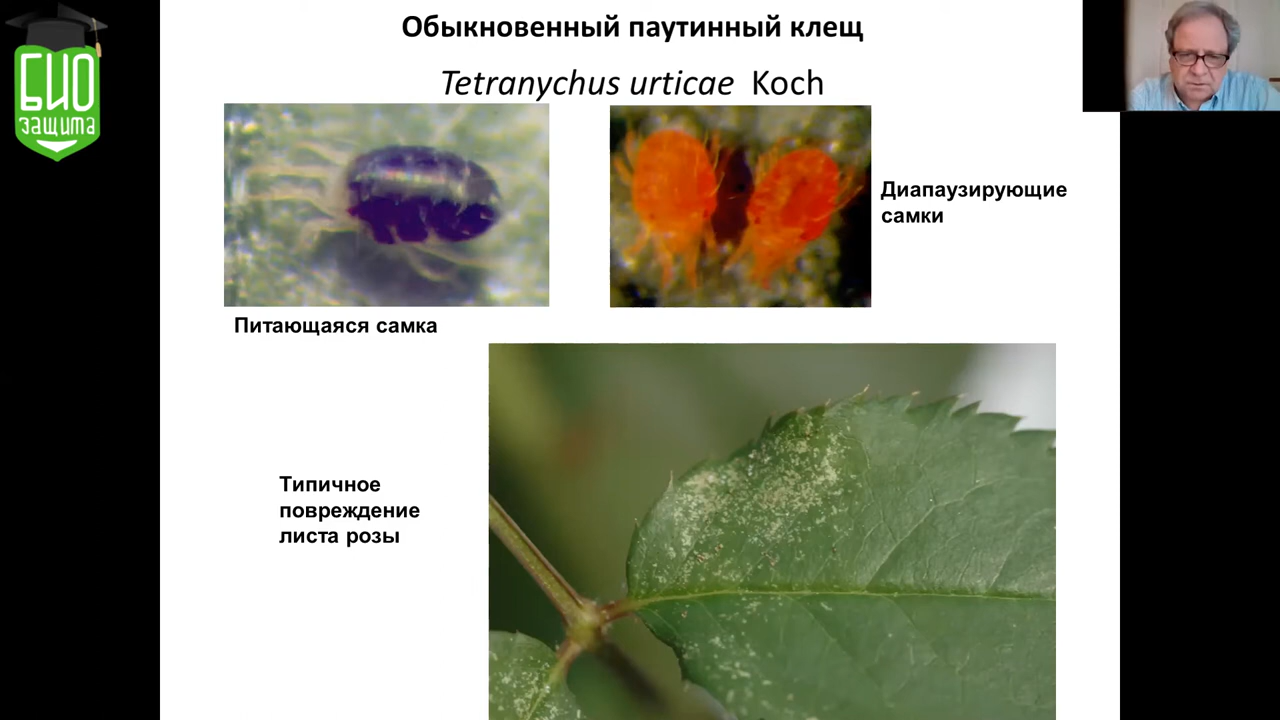 БИО
защита
Обыкновенный паутинный клещ
Tetranychus urticae Koch
Диапаузирующие
самки
Питающаяся самка
Типичное
повреждение
листа розы